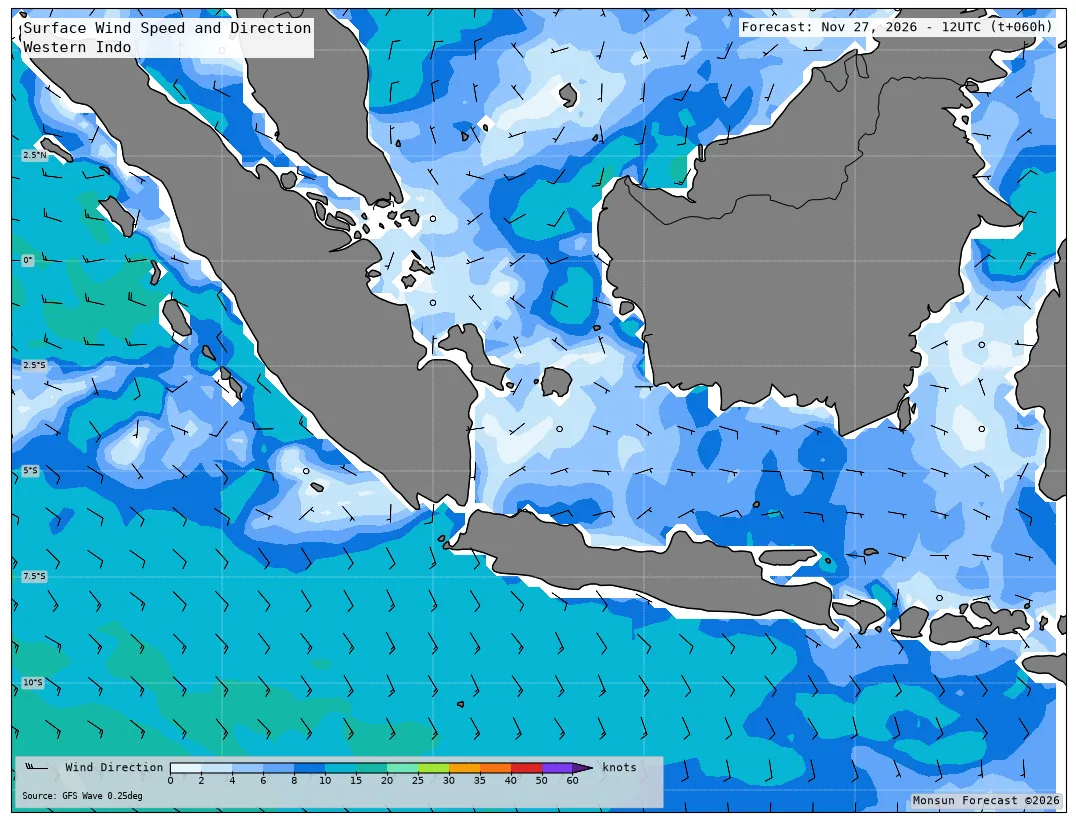 Surface Wind Speed and Direction
Western Indo
Forecast: Nov 27, 2026 - 12UTC (t+060h)
2.5°N
0°
2.5°S
5°S
7.5°S
10°S
Wind Direction
0 2 4 6 8 10 15 20 25 30 35 40 50 60
knots
Source: GFS Wave 0.25deg
Monsun Forecast ©2026